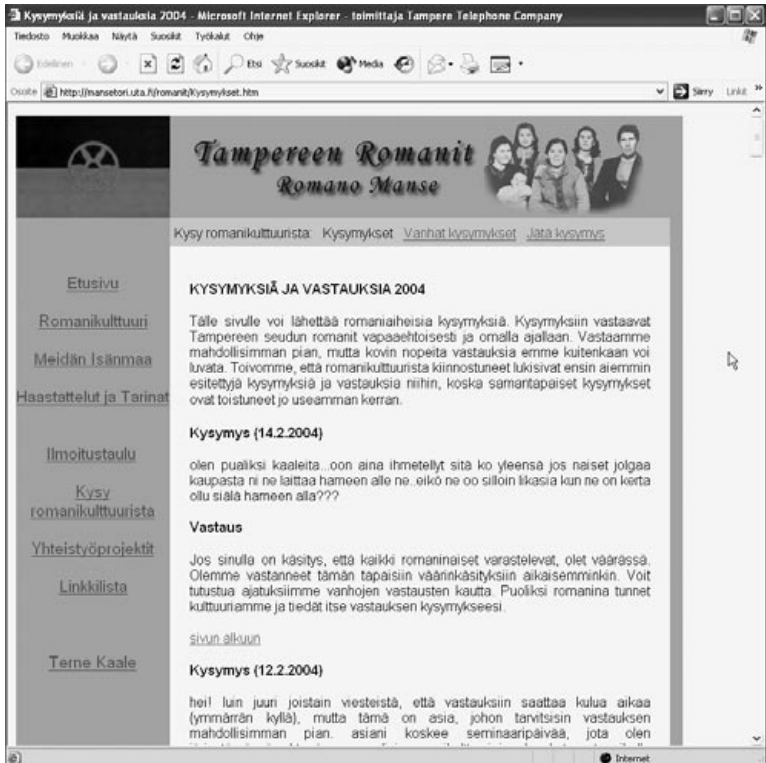 Kysymyksiä ja vastauksia 2004 - Microsoft Internet Explorer - toimittaja Tampere Telephone Company
Tiedosto Muokkaa Näytä Suosikit Työkalut Ohje
Edellinen Etsi Suosikit Media
Osoite http://mansetori.uta.fi/romanit/Kysymykset.htm Siirry Linkit
Tampereen Romanit
Romano Manse
Kysy romanikulttuurista: Kysymykset Vanhat kysymykset Jätä kysymys
Etusivu
Romanikulttuuri
Meidän Isänmaa
Haastattelut ja Tarinat
Ilmoitustaulu
Kysy
romanikulttuurista
Yhteistyöprojektit
Linkkilista
Terne Kaale
KYSYMYKSIÄ JA VASTAUKSIA 2004
Tälle sivulle voi lähettää romaniaiheisia kysymyksiä. Kysymyksiin vastaavat
Tampereen seudun romanit vapaaehtoisesti ja omalla ajallaan. Vastaamme
mahdollisimman pian, mutta kovin nopeita vastauksia emme kuitenkaan voi
luvata. Toivomme, että romanikulttuurista kiinnostuneet lukisivat ensin aiemmin
esitettyjä kysymyksiä ja vastauksia niihin, koska samantapaiset kysymykset
ovat toistuneet jo useamman kerran.
Kysymys (14.2.2004)
olen pualiksi kaaleita...oon aina ihmetellyt sitä ko yleensä jos naiset jolgaa
kaupasta ni ne laittaa hameen alle ne..eikö ne oo silloin likasia kun ne on kerta
ollu siälä hameen alla???
Vastaus
Jos sinulla on käsitys, että kaikki romaninaiset varastelevat, olet väärässä.
Olemme vastanneet tämän tapaisiin väärinkäsityksiin aikaisemminkin. Voit
tutustua ajatuksiimme vanhojen vastausten kautta. Puoliksi romanina tunnet
kulttuuriamme ja tiedät itse vastauksen kysymykseesi.
sivun alkuun
Kysymys (12.2.2004)
hei! luin juuri joistain viesteistä, että vastauksiin saattaa kulua aikaa
(ymmärrän kyllä), mutta tämä on asia, johon tarvitsisin vastauksen
mahdollisimman pian. asiani koskee seminaaripäivää, jota olen
Internet